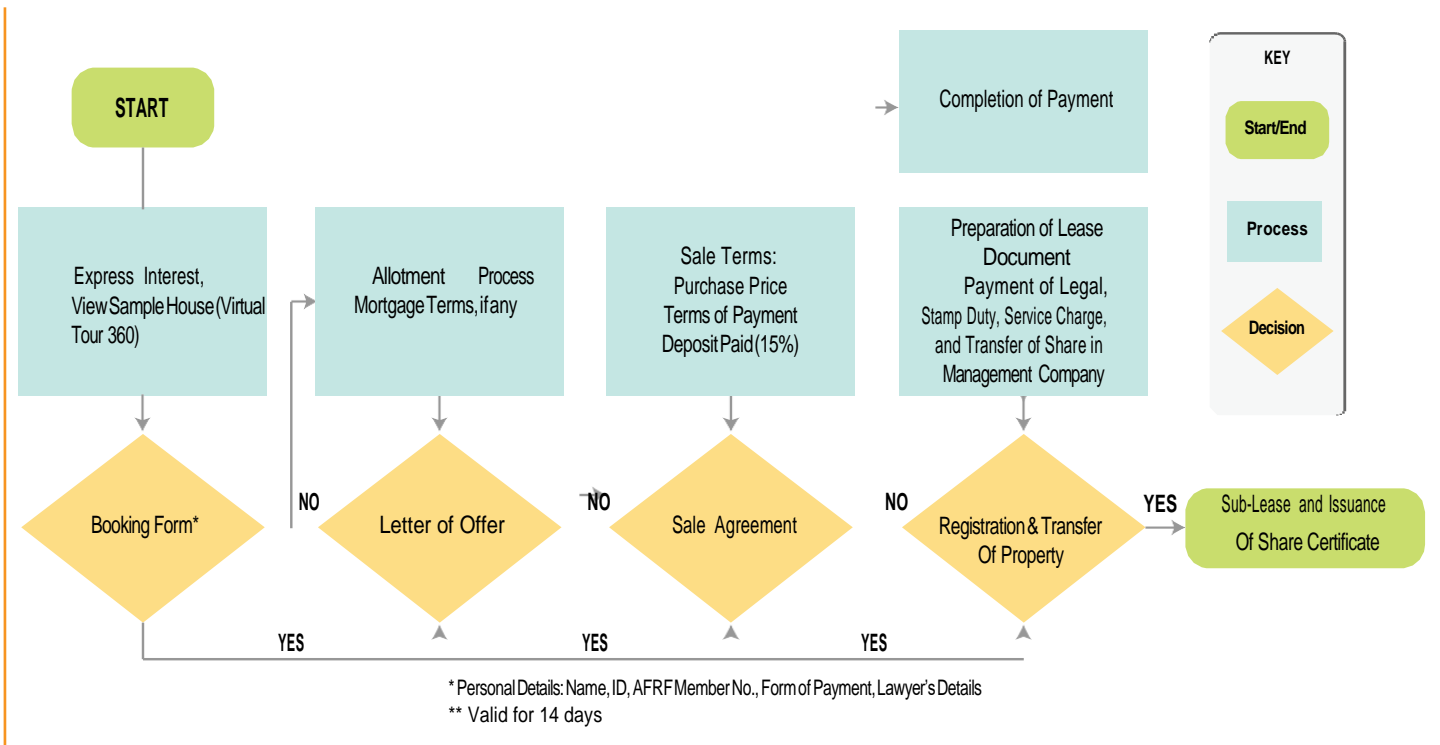 START
Completion of Payment
KEY
Start/End
Process
Decision
Express Interest,
View Sample House (Virtual
Tour 360)
Allotment Process
Mortgage Terms, if any
Sale Terms:
Purchase Price
Terms of Payment
Deposit Paid (15%)
Preparation of Lease
Document
Payment of Legal,
Stamp Duty, Service Charge,
and Transfer of Share in
Management Company
Booking Form*
NO
Letter of Offer
NO
Sale Agreement
NO
Registration & Transfer
Of Property
YES
Sub-Lease and Issuance
Of Share Certificate
YES
YES
YES
* Personal Details: Name, ID, AFRF Member No., Form of Payment, Lawyer's Details
** Valid for 14 days